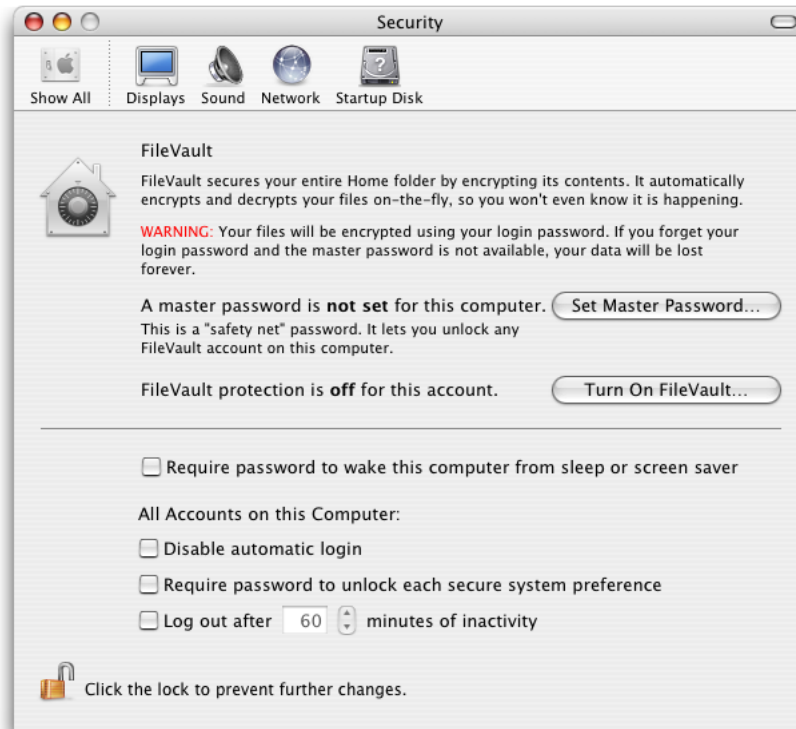 Security
Show All
Displays
Sound
Network
Startup Disk
FileVault
FileVault secures your entire Home folder by encrypting its contents. It automatically
encrypts and decrypts your files on-the-fly, so you won't even know it is happening.
WARNING: Your files will be encrypted using your login password. If you forget your
login password and the master password is not available, your data will be lost
forever.
A master password is not set for this computer.
Set Master Password...
This is a "safety net" password. It lets you unlock any
FileVault account on this computer.
FileVault protection is off for this account.
Turn On FileVault...
Require password to wake this computer from sleep or screen saver
All Accounts on this Computer:
Disable automatic login
Require password to unlock each secure system preference
Log out after 60 minutes of inactivity
Click the lock to prevent further changes.